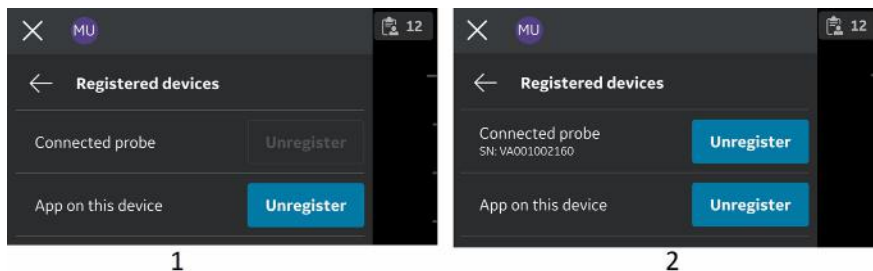 MU
12
Registered devices
Connected probe
Unregister
App on this device
Unregister
1
MU
12
Registered devices
Connected probe
SN: VA001002160
Unregister
App on this device
Unregister
2